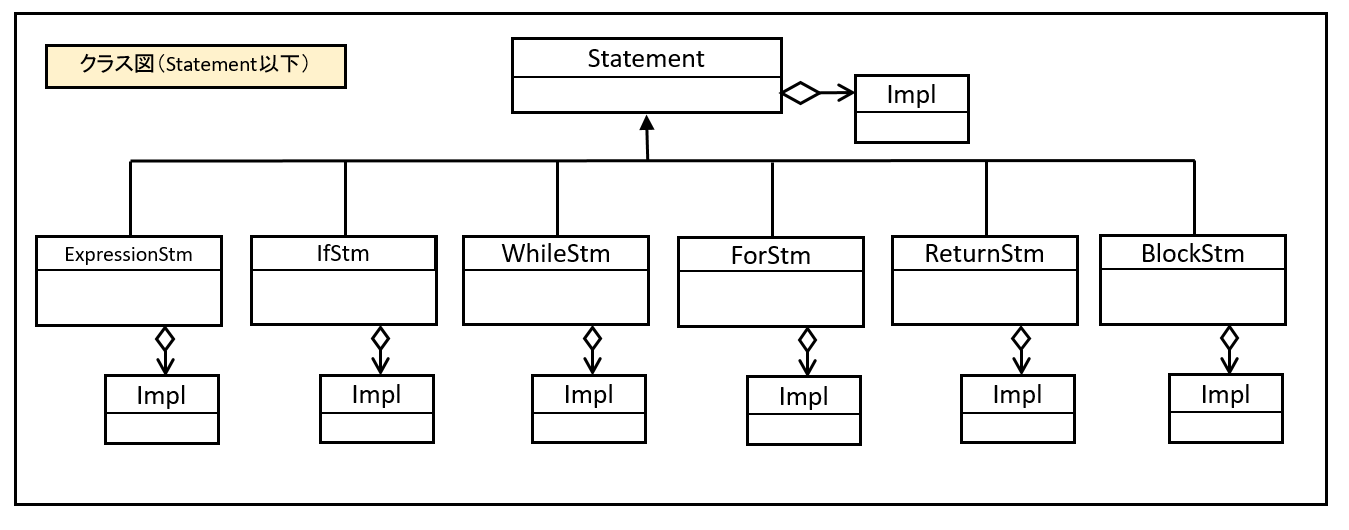 クラス図（Statement以下）
Statement
Impl
ExpressionStm
IfStm
WhileStm
ForStm
ReturnStm
BlockStm
Impl
Impl
Impl
Impl
Impl
Impl